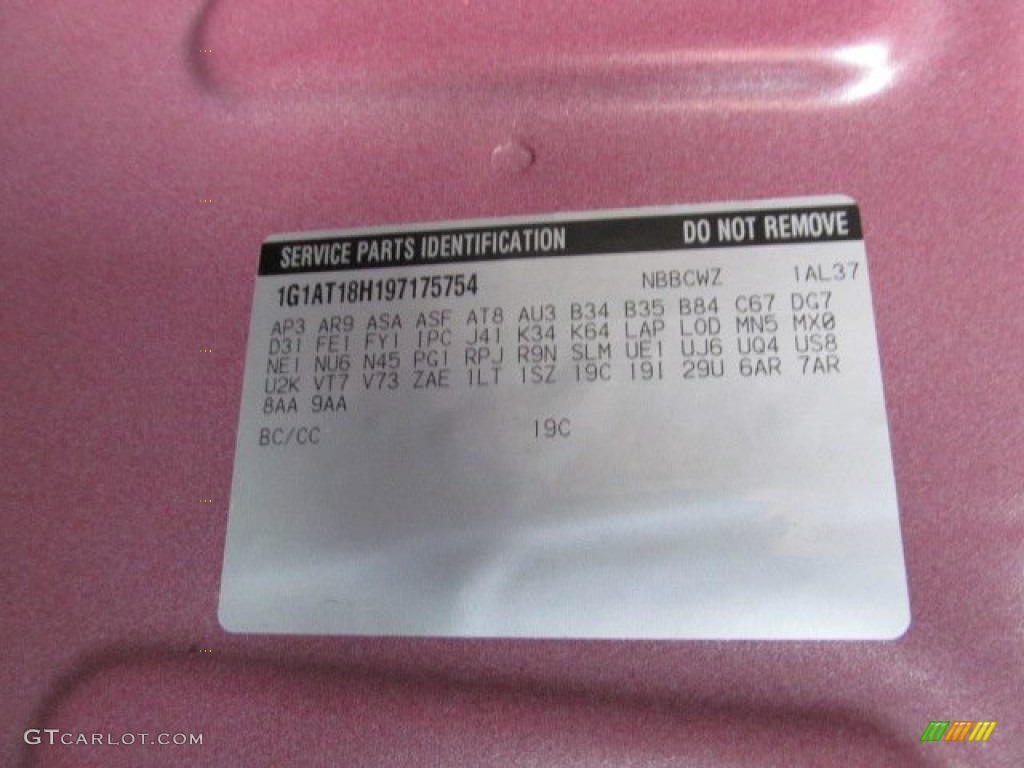 SERVICE PARTS IDENTIFICATION DO NOT REMOVE
1G1AT18H197175754 NBBCWZ 1AL37
AP3 AR9 ASA ASF AT8 AU3 B34 B35 B84 C67 DG7
D31 FE1 FY1 IPC J41 K34 K64 LAP LOD MN5 MX0
NE1 NU6 N45 PG1 RPJ R9N SLM UE1 UJ6 UQ4 US8
U2K VT7 V73 ZAE 1LT 1SZ 19C 19I 29U 6AR 7AR
8AA 9AA
BC/CC 19C
GTCARLOT.COM